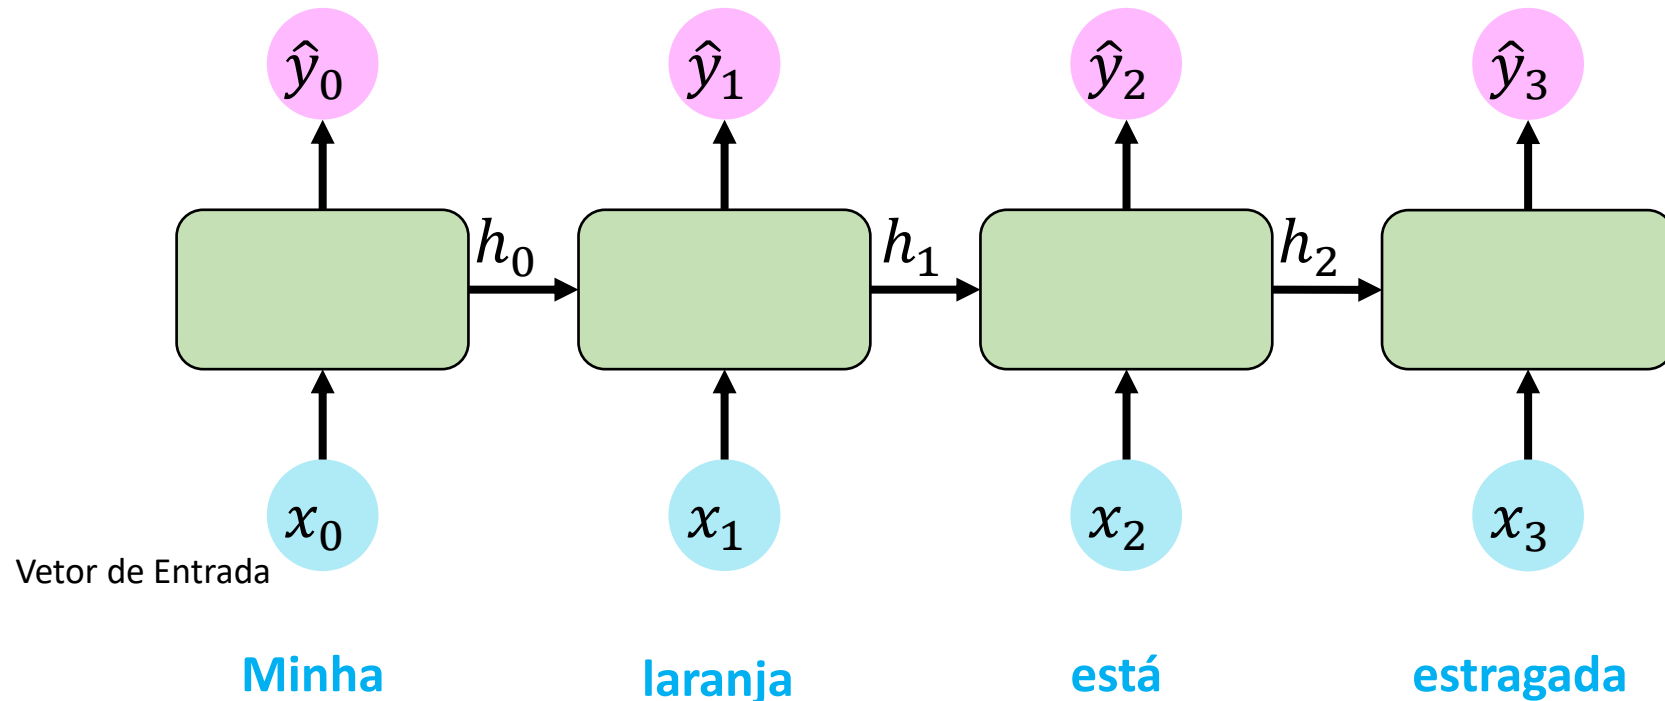 ŷ₀ ŷ₁ ŷ₂ ŷ₃
h₀ h₁ h₂
x₀ x₁ x₂ x₃
Vetor de Entrada
Minha laranja está estragada